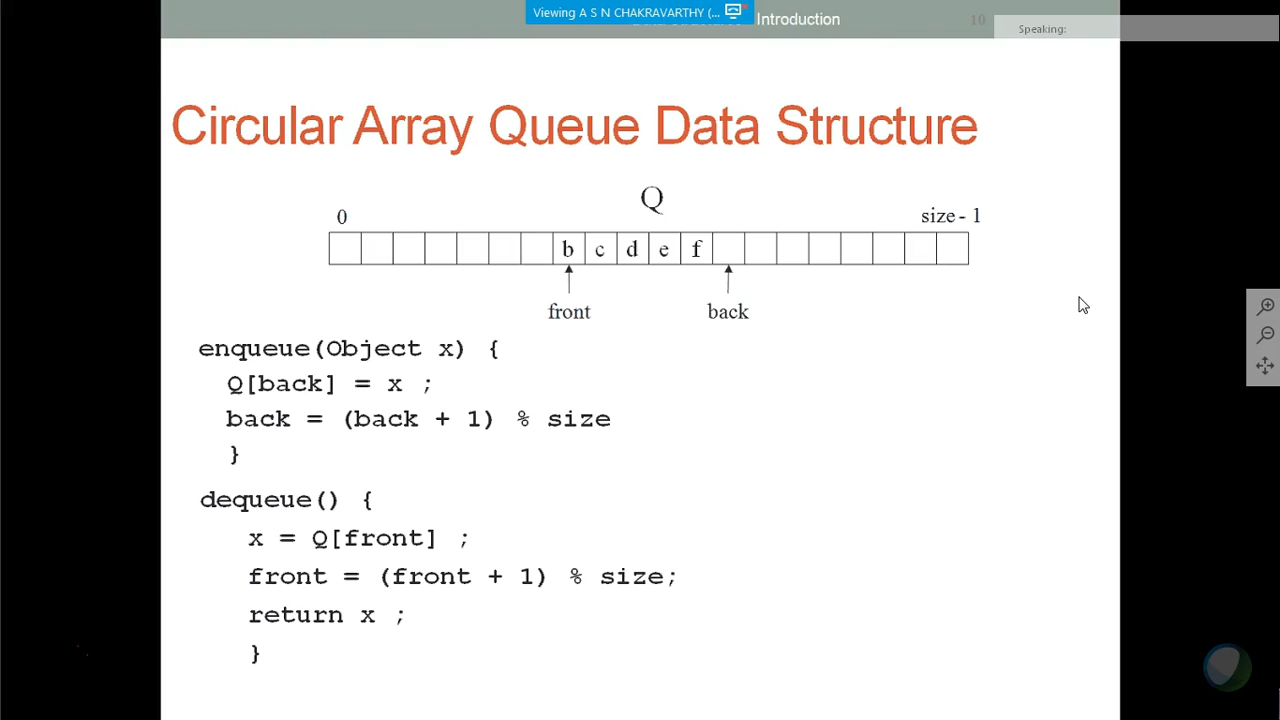 Viewing A S N CHAKRAVARTHY (...
Introduction
10
Speaking:
Circular Array Queue Data Structure
Q
0
size - 1
b c d e f
front
back
enqueue(Object x) {
Q[back] = x ;
back = (back + 1) % size
}
dequeue() {
x = Q[front] ;
front = (front + 1) % size;
return x ;
}